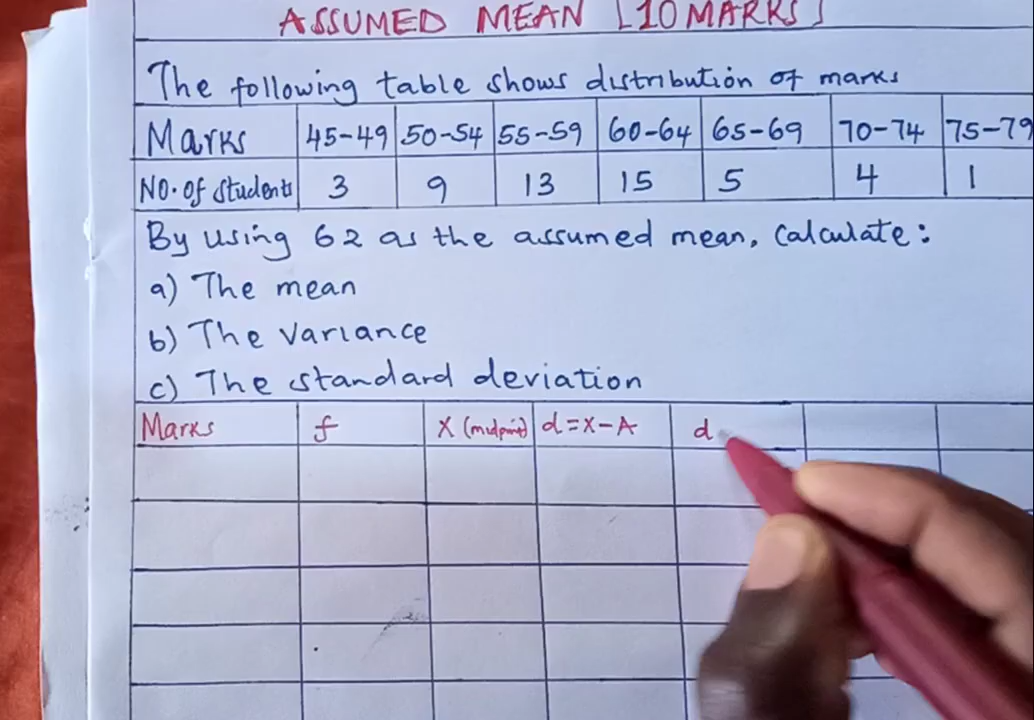 ASSUMED MEAN [10 MARKS]
The following table shows distribution of marks
Marks 45-49 50-54 55-59 60-64 65-69 70-74 75-79
NO. of students 3 9 13 15 5 4 1
By using 62 as the assumed mean, calculate:
a) The mean
b) The variance
c) The standard deviation
Marks f X (midpoint) d=X-A d